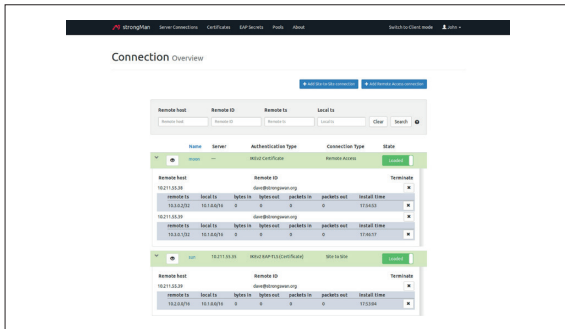 strongMan Server Connections Certificates EAP Secrets Pools About Switch to Client mode John
Connection Overview
+ Add Site to Site connection + Add Remote Access connection
Remote host Remote ID Remote ts Local ts
Remote host Remote ID Remote ts Local ts Clear Search
Name Server Authentication Type Connection Type State
--- IKEv2 Certificate Remote Access Loaded
Remote host Remote ID Terminate
10.211.55.38 dave@strongswan.org
remote ts local ts bytes in bytes out packets in packets out install time
10.3.0.2/32 10.1.0.0/16 0 0 0 0 17:54:53
10.211.55.39 dave@strongswan.org
remote ts local ts bytes in bytes out packets in packets out install time
10.3.0.1/32 10.1.0.0/16 0 0 0 0 17:46:17
10.211.55.35 IKEv2 EAP-TLS (Certificate) Site to Site Loaded
Remote host Remote ID Terminate
10.211.55.39 dave@strongswan.org
remote ts local ts bytes in bytes out packets in packets out install time
10.2.0.0/16 10.1.0.0/16 0 0 0 0 17:53:04